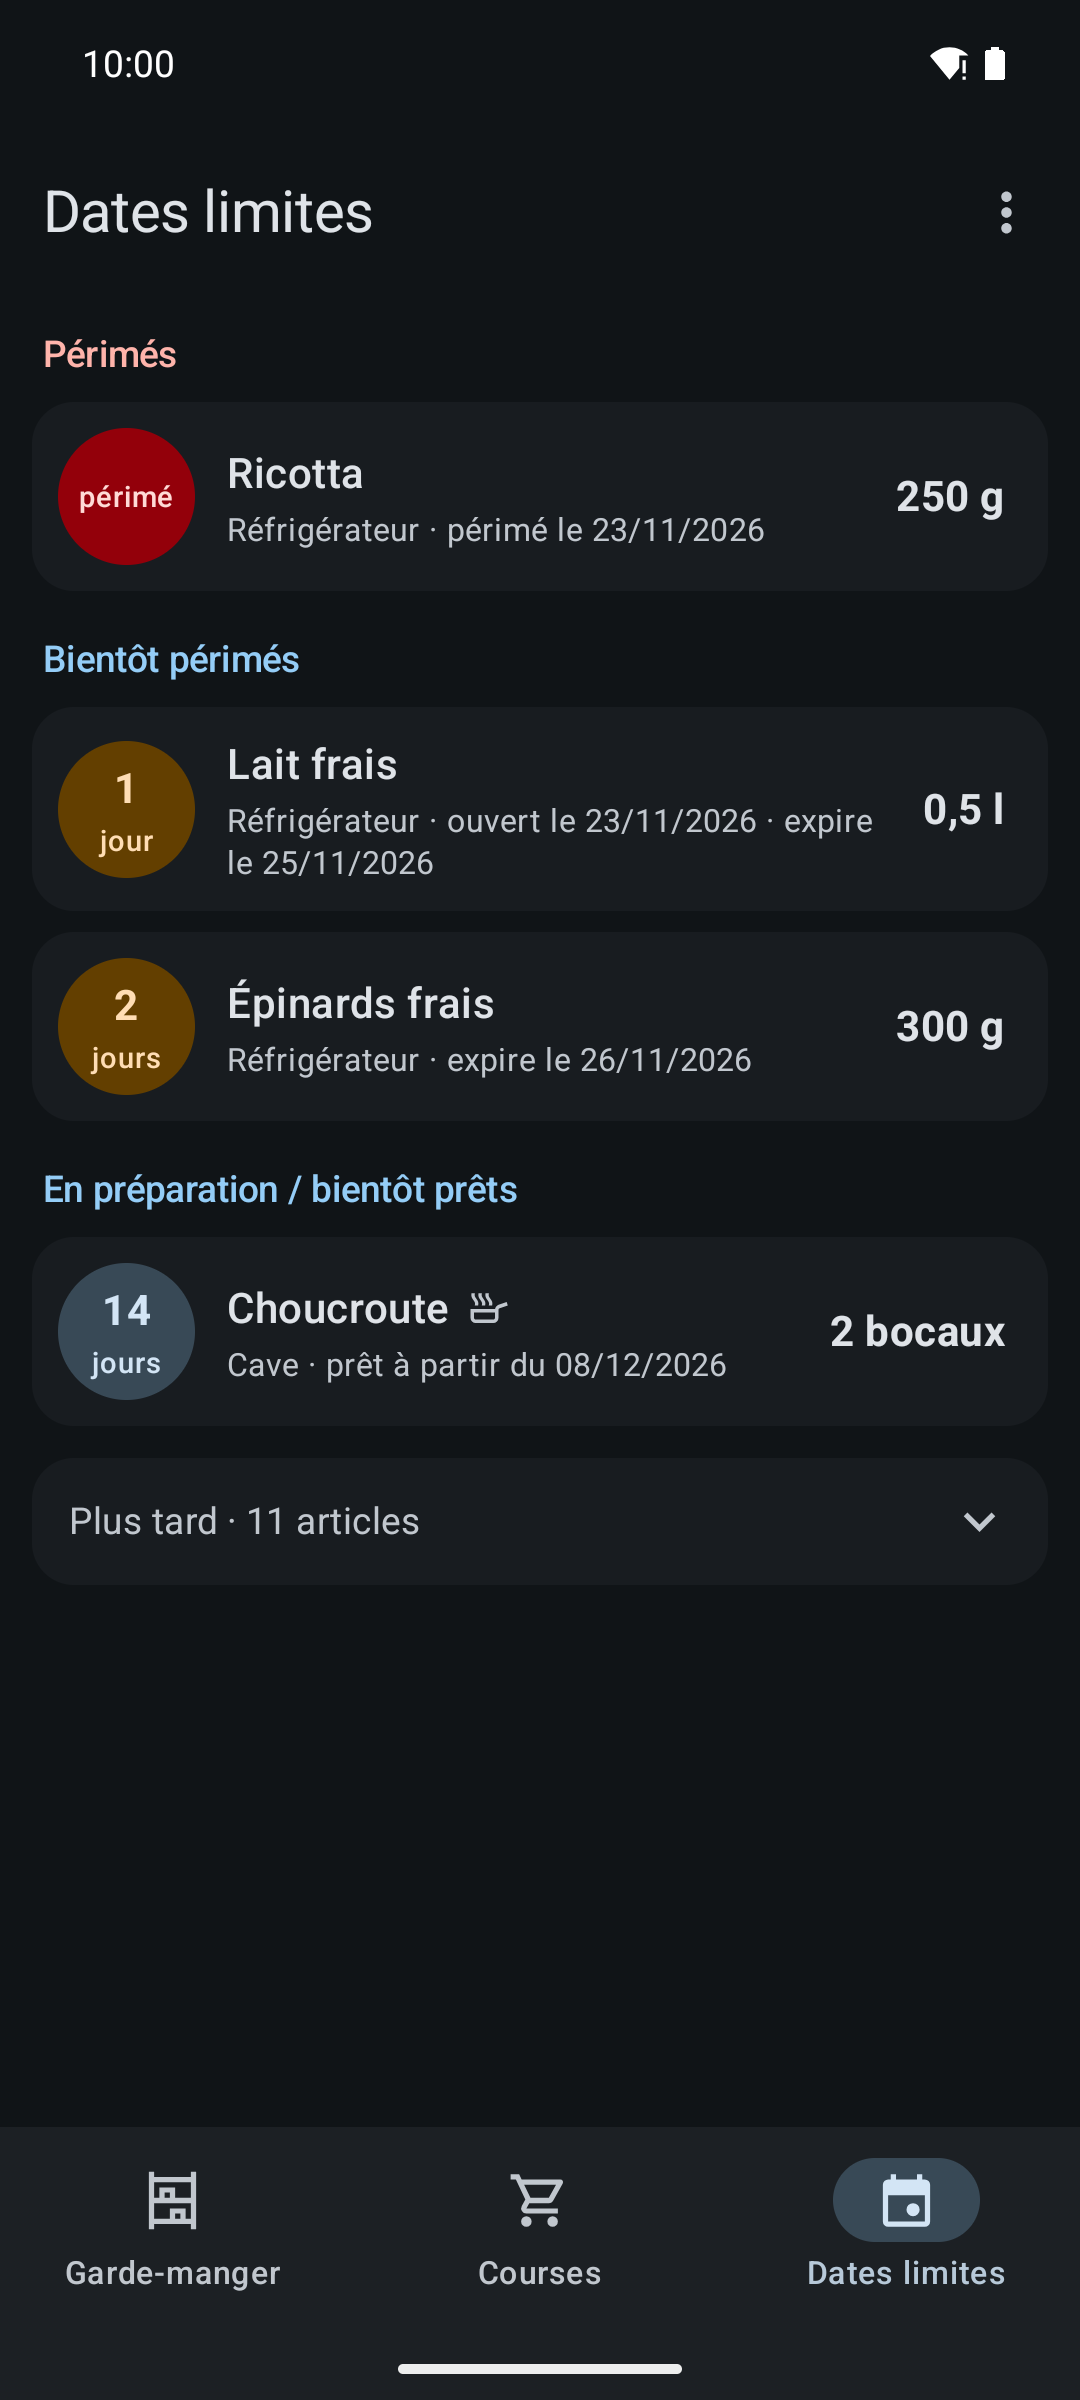 10:00
Dates limites
Périmés
périmé
Ricotta
Réfrigérateur · périmé le 23/11/2026
250 g
Bientôt périmés
1
jour
Lait frais
Réfrigérateur · ouvert le 23/11/2026 · expire
le 25/11/2026
0,5 l
2
jours
Épinards frais
Réfrigérateur · expire le 26/11/2026
300 g
En préparation / bientôt prêts
14
jours
Choucroute
Cave · prêt à partir du 08/12/2026
2 bocaux
Plus tard · 11 articles
Garde-manger
Courses
Dates limites